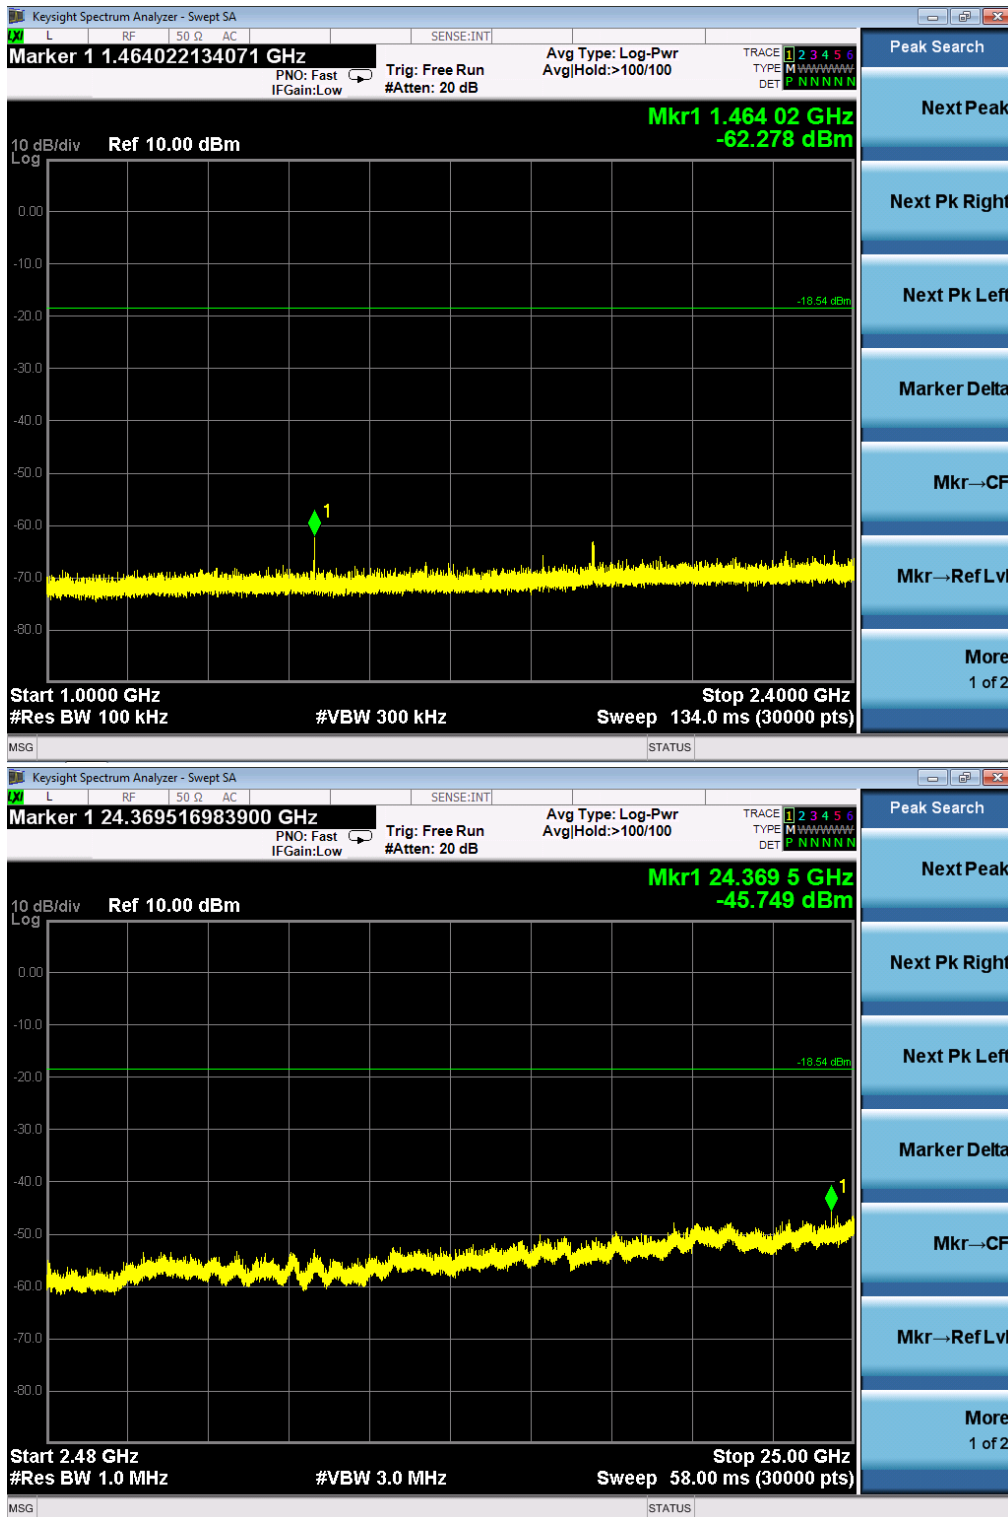 Keysight Spectrum Analyzer - Swept SA
LXI L RF 50 Ω AC SENSE:INT
Marker 1 1.464022134071 GHz
PNO: Fast
IFGain:Low
Trig: Free Run
#Atten: 20 dB
Avg Type: Log-Pwr
Avg|Hold:>100/100
TRACE 1 2 3 4 5 6
TYPE M WWWWW
DET P N N N N N
Peak Search
Mkr1 1.464 02 GHz
-62.278 dBm
10 dB/div Ref 10.00 dBm
Log
0.00
-10.0
-18.54 dBm
-20.0
-30.0
-40.0
-50.0
1
-60.0
-70.0
-80.0
Start 1.0000 GHz Stop 2.4000 GHz
#Res BW 100 kHz #VBW 300 kHz Sweep 134.0 ms (30000 pts)
MSG STATUS
Next Peak
Next Pk Right
Next Pk Left
Marker Delta
Mkr→CF
Mkr→Ref Lvl
More
1 of 2
Keysight Spectrum Analyzer - Swept SA
LXI L RF 50 Ω AC SENSE:INT
Marker 1 24.369516983900 GHz
PNO: Fast
IFGain:Low
Trig: Free Run
#Atten: 20 dB
Avg Type: Log-Pwr
Avg|Hold:>100/100
TRACE 1 2 3 4 5 6
TYPE M WWWWW
DET P N N N N N
Peak Search
Mkr1 24.369 5 GHz
-45.749 dBm
10 dB/div Ref 10.00 dBm
Log
0.00
-10.0
-18.54 dBm
-20.0
-30.0
-40.0
1
-50.0
-60.0
-70.0
-80.0
Start 2.48 GHz Stop 25.00 GHz
#Res BW 1.0 MHz #VBW 3.0 MHz Sweep 58.00 ms (30000 pts)
MSG STATUS
Next Peak
Next Pk Right
Next Pk Left
Marker Delta
Mkr→CF
Mkr→Ref Lvl
More
1 of 2